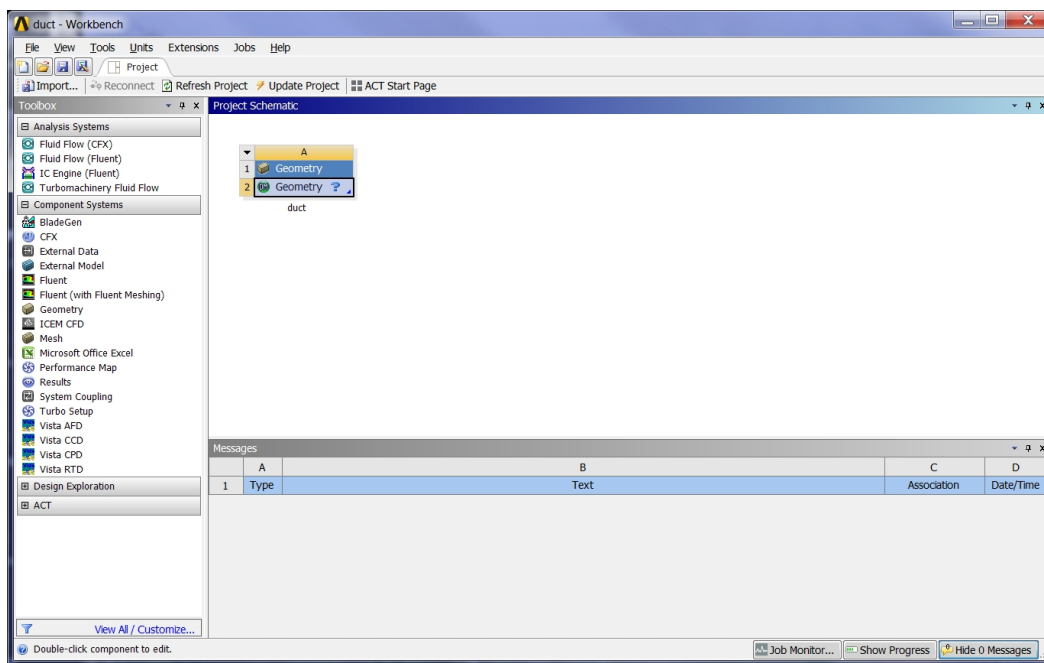 duct - Workbench
File View Tools Units Extensions Jobs Help
Project
Import... Reconnect Refresh Project Update Project ACT Start Page
Toolbox
Project Schematic
Analysis Systems
Fluid Flow (CFX)
Fluid Flow (Fluent)
IC Engine (Fluent)
Turbomachinery Fluid Flow
Component Systems
BladeGen
CFX
External Data
External Model
Fluent
Fluent (with Fluent Meshing)
Geometry
ICEM CFD
Mesh
Microsoft Office Excel
Performance Map
Results
System Coupling
Turbo Setup
Vista AFD
Vista CCD
Vista CPD
Vista RTD
Design Exploration
ACT
View All / Customize...
A
1 Geometry
2 Geometry ?
duct
Messages
A B C D
1 Type Text Association Date/Time
Double-click component to edit.
Job Monitor... Show Progress Hide 0 Messages